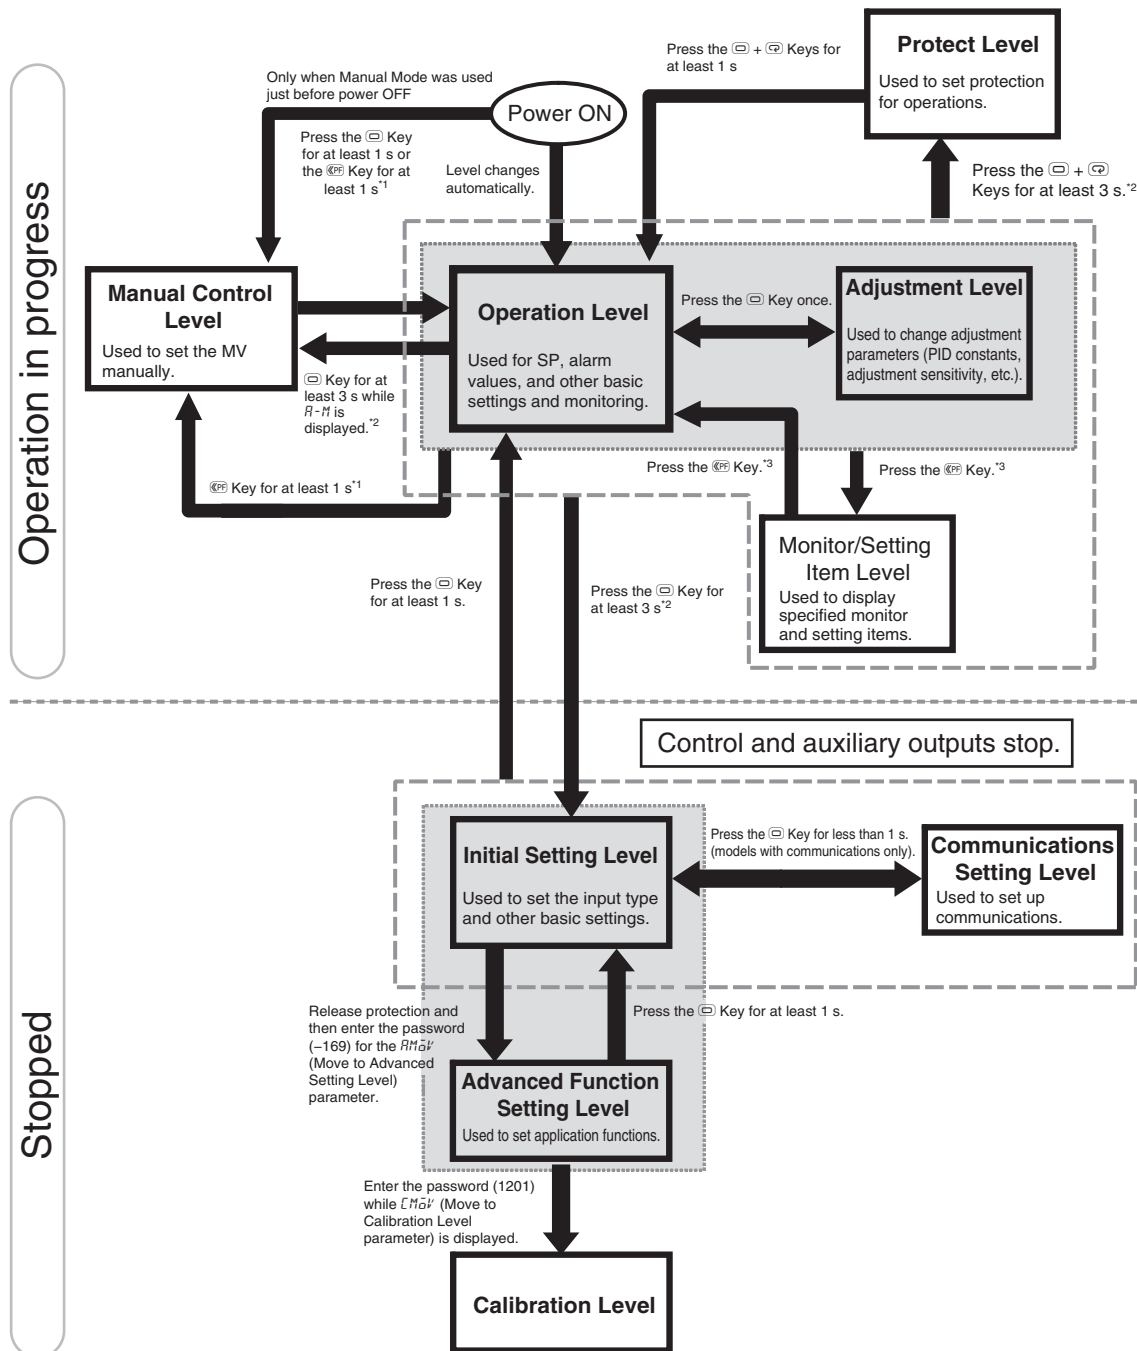 Operation in progress
Stopped
Only when Manual Mode was used
just before power OFF
Power ON
Press the Key
for at least 1 s or
the PF Key for at
least 1 s*1
Level changes
automatically.
Press the + Keys for
at least 1 s
Protect Level
Used to set protection
for operations.
Press the +
Keys for at least 3 s.*2
Manual Control
Level
Used to set the MV
manually.
Operation Level
Used for SP, alarm
values, and other basic
settings and monitoring.
Press the Key once.
Adjustment Level
Used to change adjustment
parameters (PID constants,
adjustment sensitivity, etc.).
Key for at
least 3 s while
A-M is
displayed.*2
PF Key for at least 1 s*1
Press the PF Key.*3
Press the PF Key.*3
Monitor/Setting
Item Level
Used to display
specified monitor
and setting items.
Press the Key
for at least 1 s.
Press the Key for
at least 3 s*2
Control and auxiliary outputs stop.
Initial Setting Level
Used to set the input type
and other basic settings.
Press the Key for less than 1 s.
(models with communications only).
Communications
Setting Level
Used to set up
communications.
Release protection and
then enter the password
(–169) for the AMoV
(Move to Advanced
Setting Level)
parameter.
Press the Key for at least 1 s.
Advanced Function
Setting Level
Used to set application functions.
Enter the password (1201)
while CMoV (Move to
Calibration Level
parameter) is displayed.
Calibration Level